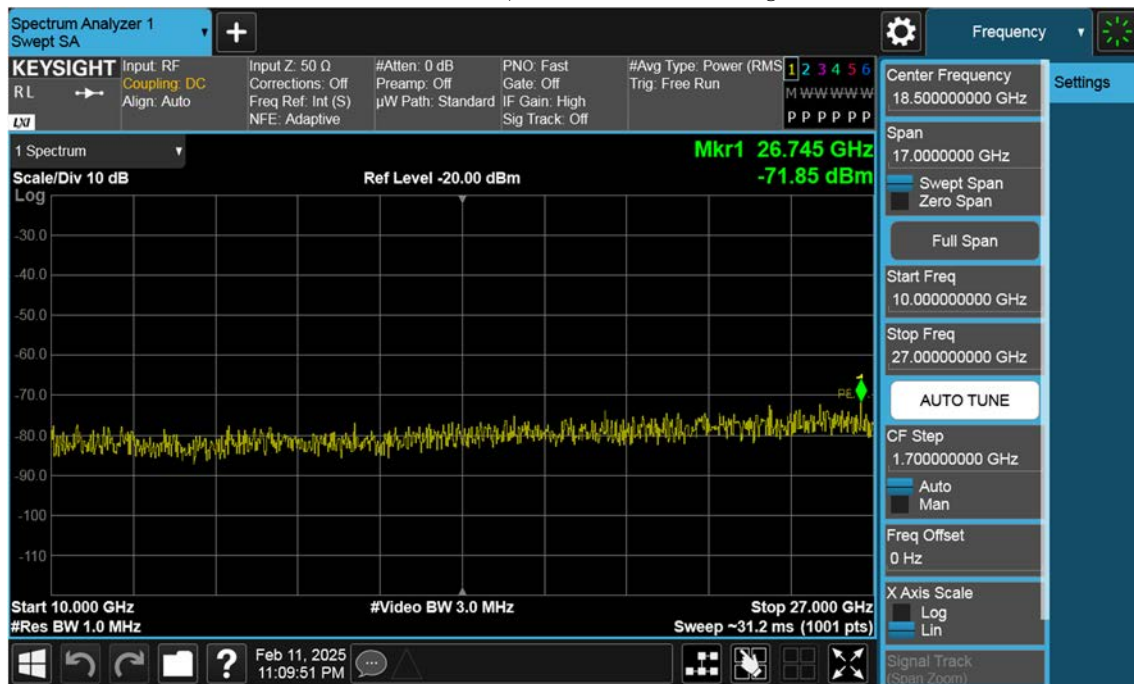 Spectrum Analyzer 1
Swept SA
+
Frequency
KEYSIGHT
RL
LXI
Input: RF
Coupling: DC
Align: Auto
Input Z: 50 Ω
Corrections: Off
Freq Ref: Int (S)
NFE: Adaptive
#Atten: 0 dB
Preamp: Off
µW Path: Standard
PNO: Fast
Gate: Off
IF Gain: High
Sig Track: Off
#Avg Type: Power (RMS
Trig: Free Run
1 2 3 4 5 6
M W W W W W
P P P P P P
1 Spectrum
Scale/Div 10 dB
Ref Level -20.00 dBm
Mkr1 26.745 GHz
-71.85 dBm
Log
-30.0
-40.0
-50.0
-60.0
-70.0
-80.0
-90.0
-100
-110
1
Start 10.000 GHz
#Video BW 3.0 MHz
Stop 27.000 GHz
#Res BW 1.0 MHz
Sweep ~31.2 ms (1001 pts)
?
Feb 11, 2025
11:09:51 PM
Center Frequency
18.500000000 GHz
Span
17.0000000 GHz
Swept Span
Zero Span
Full Span
Start Freq
10.000000000 GHz
Stop Freq
27.000000000 GHz
AUTO TUNE
CF Step
1.700000000 GHz
Auto
Man
Freq Offset
0 Hz
X Axis Scale
Log
Lin
Signal Track
(Span Zoom)
Settings